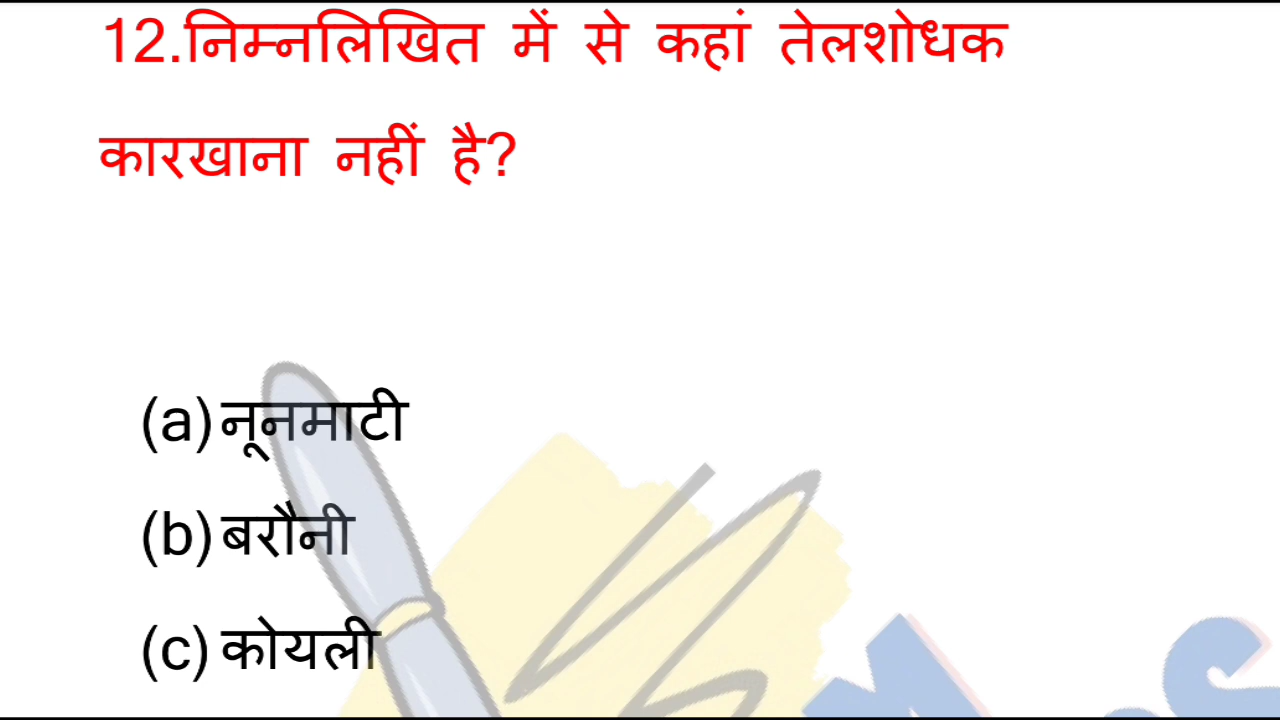 12.निम्नलिखित में से कहां तेलशोधक
कारखाना नहीं है?
(a) नूनमाटी
(b) बरौनी
(c) कोयली